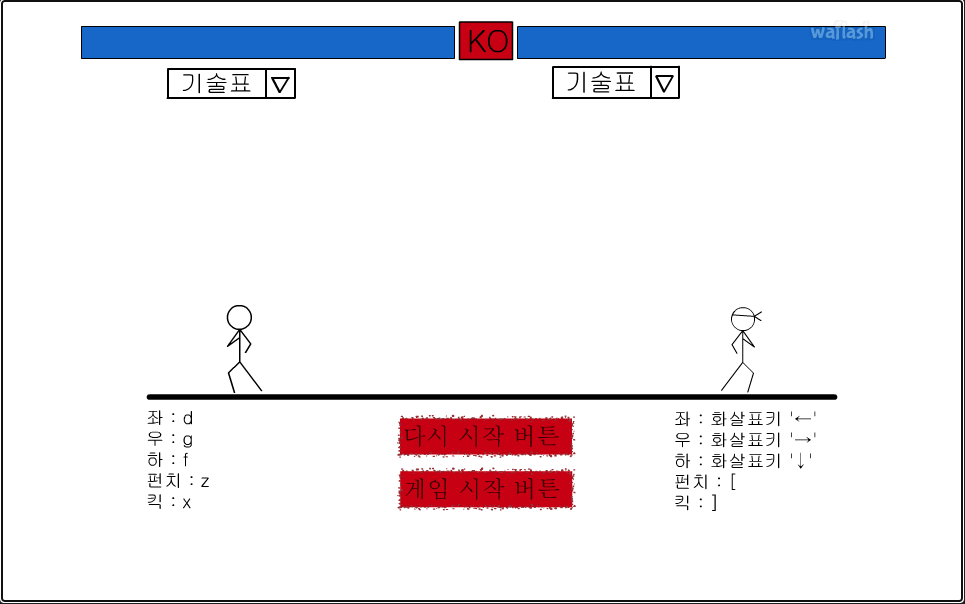 KO
waflash
기술표
기술표
좌 : d
우 : g
하 : f
펀치 : z
킥 : x
다시 시작 버튼
게임 시작 버튼
좌 : 화살표키 '←'
우 : 화살표키 '→'
하 : 화살표키 '↓'
펀치 : [
킥 : ]